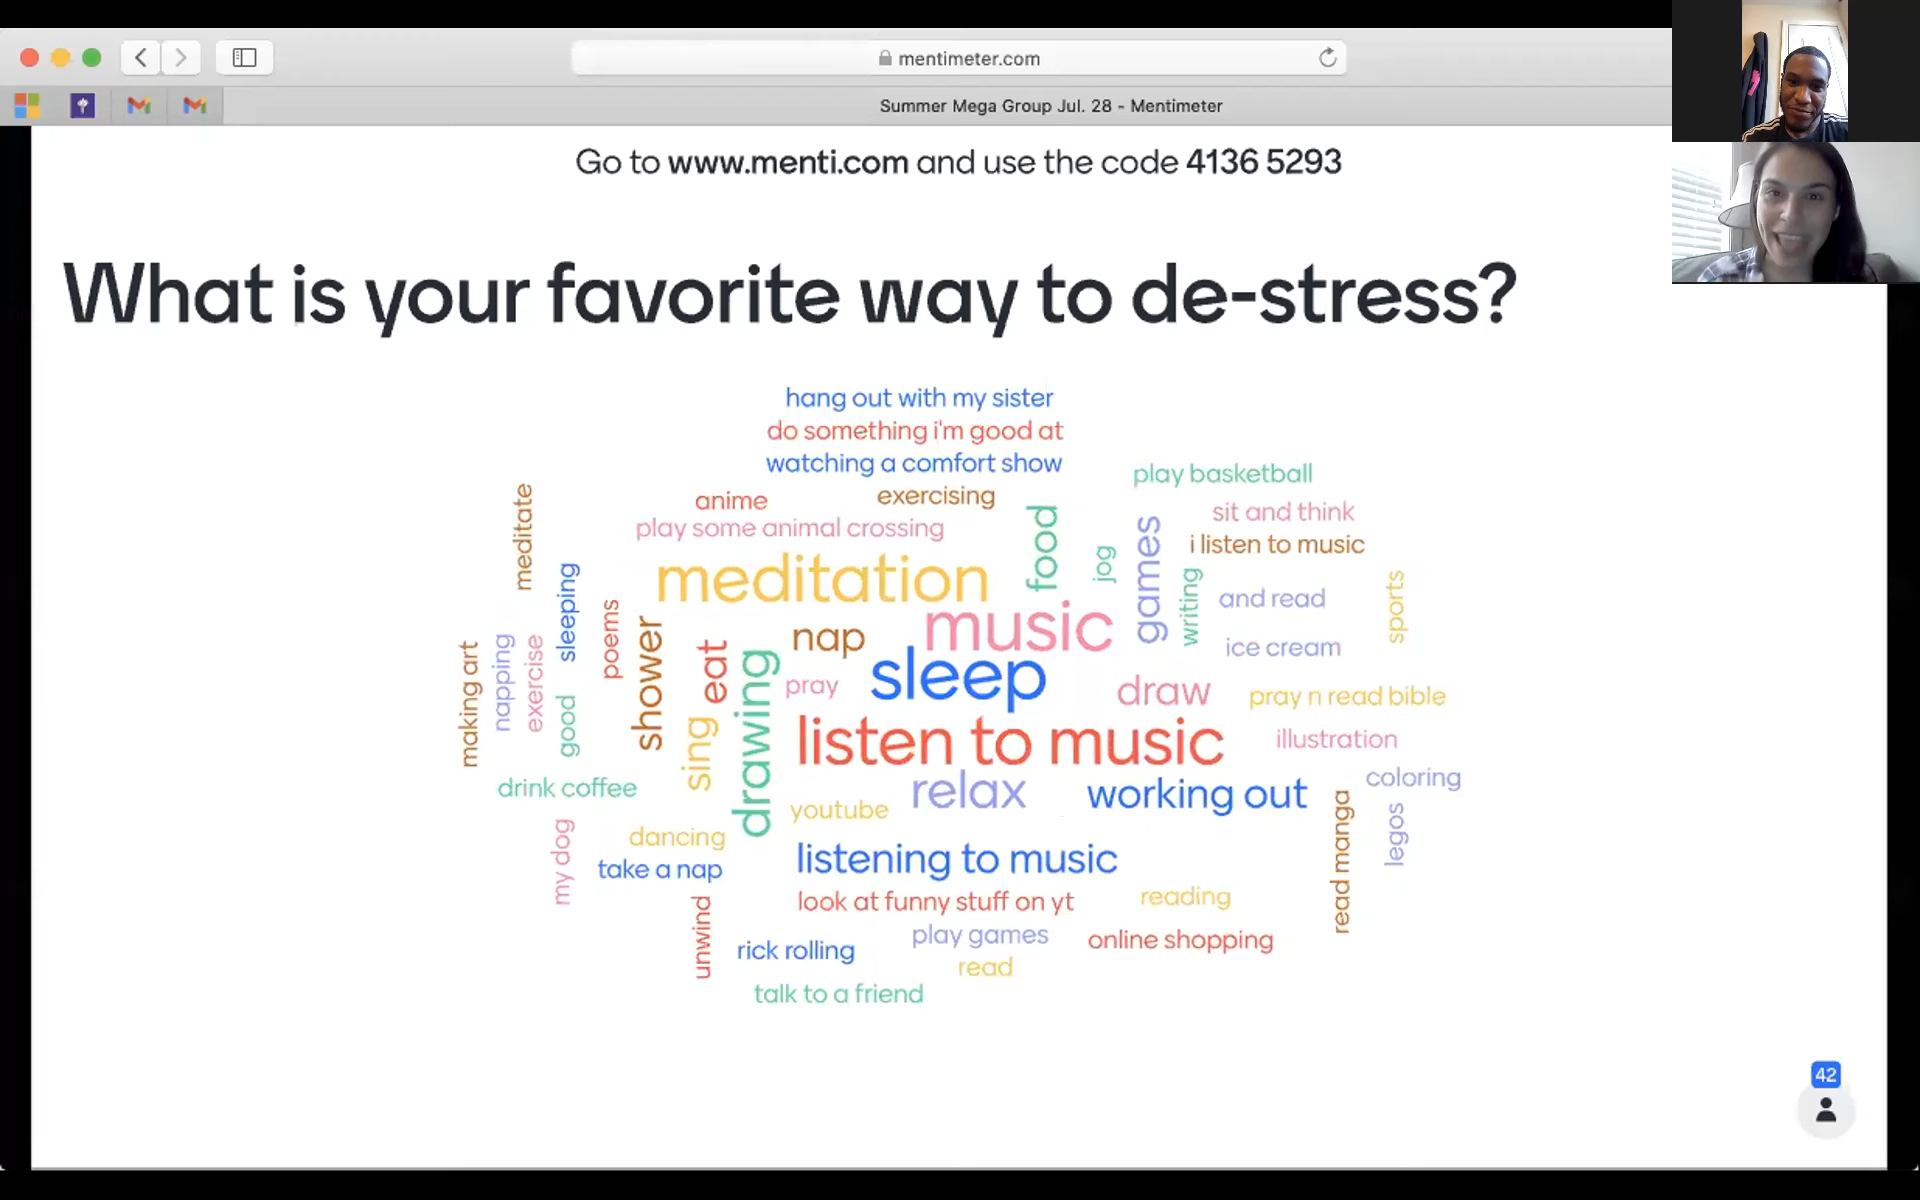 mentimeter.com
Summer Mega Group Jul. 28 - Mentimeter
Go to www.menti.com and use the code 4136 5293
What is your favorite way to de-stress?
hang out with my sister
do something i'm good at
watching a comfort show
play basketball
anime
exercising
play some animal crossing
sit and think
i listen to music
meditate
food
games
jog
meditation
sleeping
writing
and read
sports
poems
music
nap
shower
ice cream
making art
napping
exercise
eat
drawing
pray
sleep
draw
pray n read bible
good
sing
listen to music
illustration
drink coffee
relax
working out
coloring
youtube
read manga
legos
my dog
dancing
take a nap
listening to music
unwind
look at funny stuff on yt
reading
rick rolling
play games
online shopping
read
talk to a friend
42